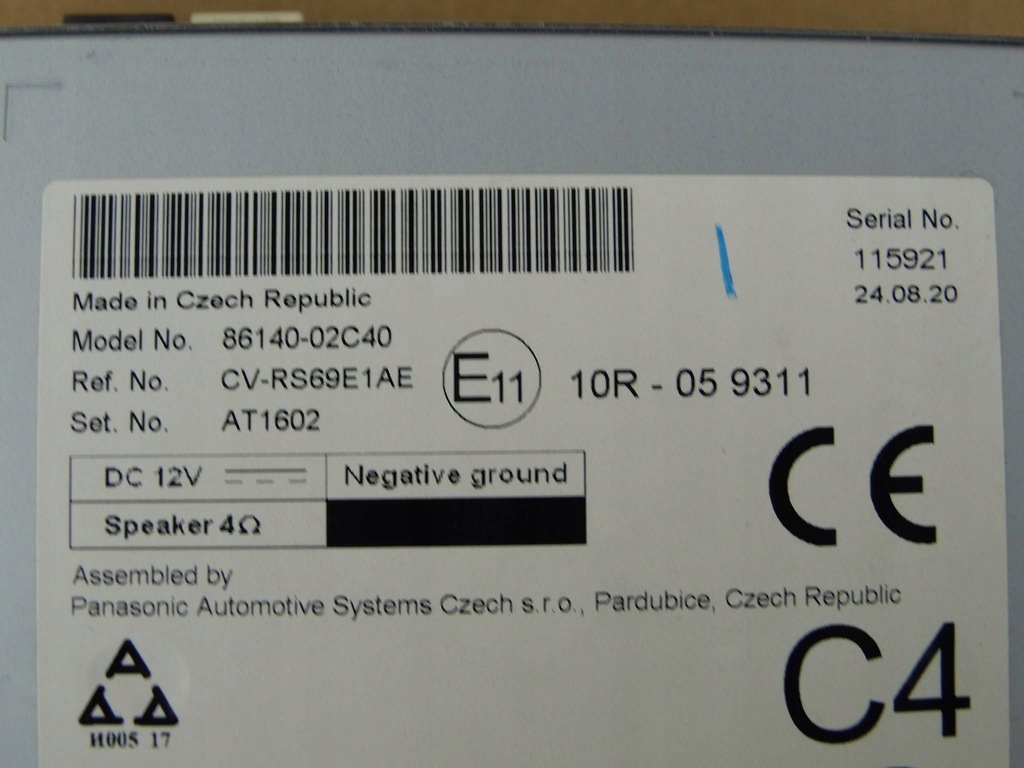 Serial No.
115921
24.08.20
Made in Czech Republic
Model No. 86140-02C40
Ref. No. CV-RS69E1AE
Set. No. AT1602
E11 10R - 05 9311
DC 12V Negative ground
Speaker 4Ω
CE
Assembled by
Panasonic Automotive Systems Czech s.r.o., Pardubice, Czech Republic
C4
И005 17